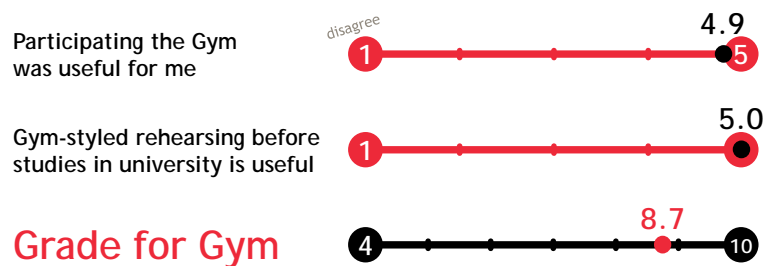 disagree
4.9
Participating the Gym
was useful for me
1
5
5.0
Gym-styled rehearsing before
studies in university is useful
1
8.7
Grade for Gym
4
10